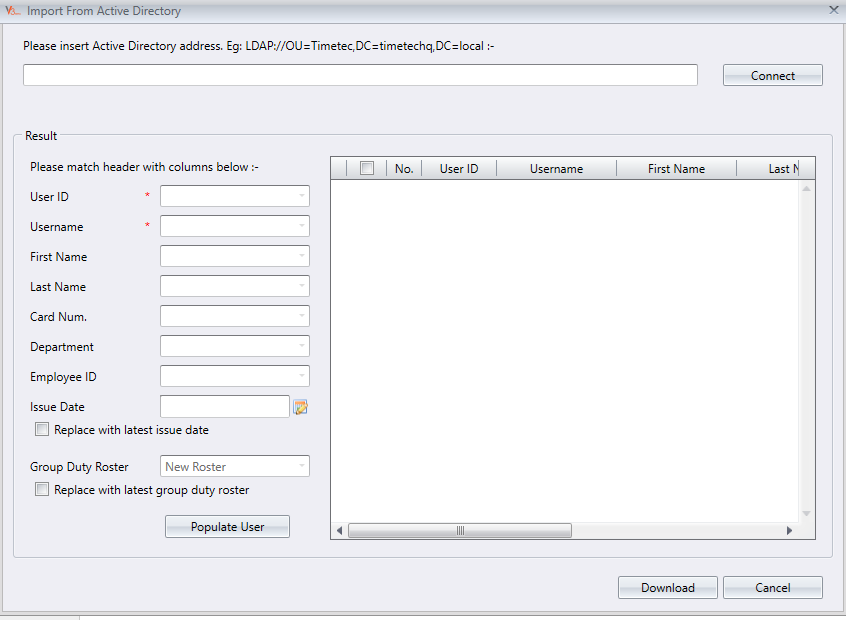 Import From Active Directory
Please insert Active Directory address. Eg: LDAP://OU=Timetec,DC=timetechq,DC=local :-
Connect
Result
Please match header with columns below :-
No. User ID Username First Name Last N
User ID *
Username *
First Name
Last Name
Card Num.
Department
Employee ID
Issue Date
Replace with latest issue date
Group Duty Roster New Roster
Replace with latest group duty roster
Populate User
Download Cancel